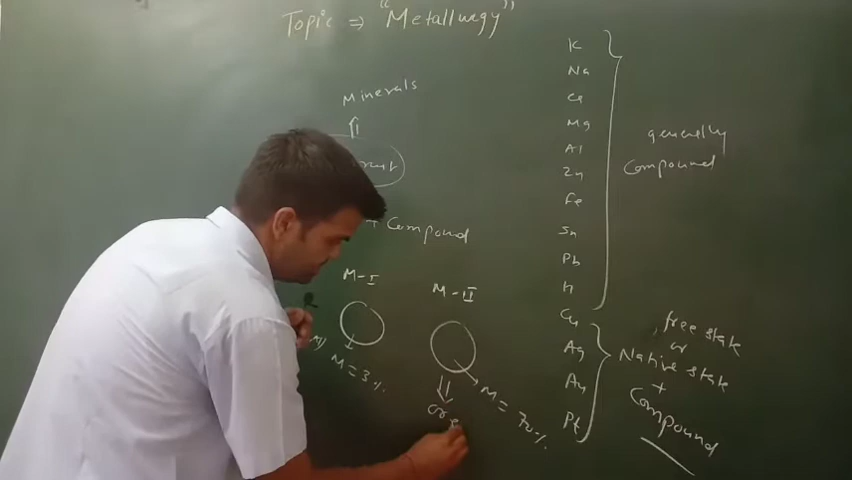 Topic ⇒ "Metallurgy"
Minerals
+ Compound
M-I
M = 3%
M-II
M = 70%
ore
K
Na
Ca
Mg
Al
Zn
Fe
Sn
Pb
H
Cu
Ag
Au
Pt
generally
Compound
free state
or
Native state
+
Compound